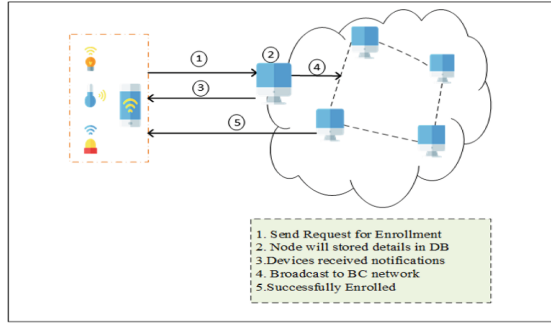 1
2
3
4
5
1. Send Request for Enrollment
2. Node will stored details in DB
3.Devices received notifications
4. Broadcast to BC network
5.Successfully Enrolled